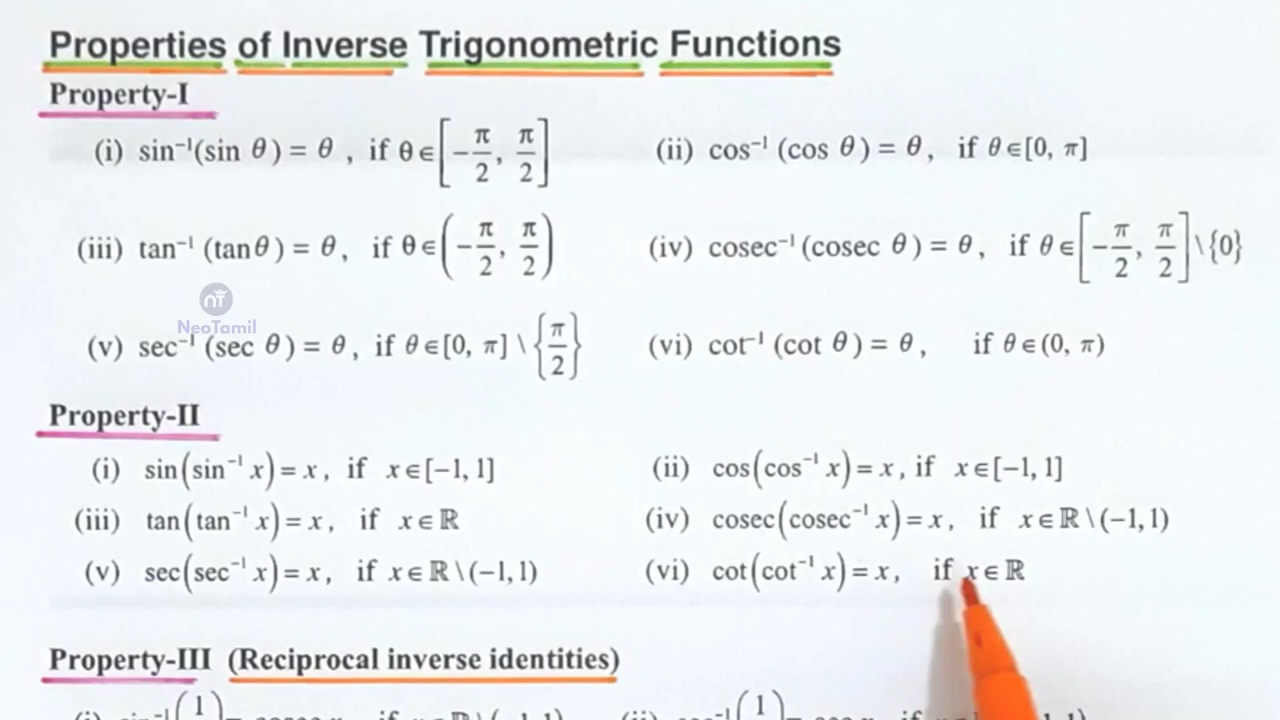 Properties of Inverse Trigonometric Functions
Property-I
(i) sin⁻¹(sin θ) = θ , if θ ∈ [−π/2, π/2] (ii) cos⁻¹ (cos θ) = θ, if θ ∈ [0, π]
(iii) tan⁻¹ (tan θ) = θ, if θ ∈ (−π/2, π/2) (iv) cosec⁻¹ (cosec θ) = θ, if θ ∈ [−π/2, π/2] \ {0}
NeoTamil
(v) sec⁻¹ (sec θ) = θ, if θ ∈ [0, π] \ {π/2} (vi) cot⁻¹ (cot θ) = θ, if θ ∈ (0, π)
Property-II
(i) sin(sin⁻¹ x) = x, if x ∈ [−1, 1] (ii) cos(cos⁻¹ x) = x, if x ∈ [−1, 1]
(iii) tan(tan⁻¹ x) = x, if x ∈ ℝ (iv) cosec(cosec⁻¹ x) = x, if x ∈ ℝ \ (−1, 1)
(v) sec(sec⁻¹ x) = x, if x ∈ ℝ \ (−1, 1) (vi) cot(cot⁻¹ x) = x, if x ∈ ℝ
Property-III (Reciprocal inverse identities)